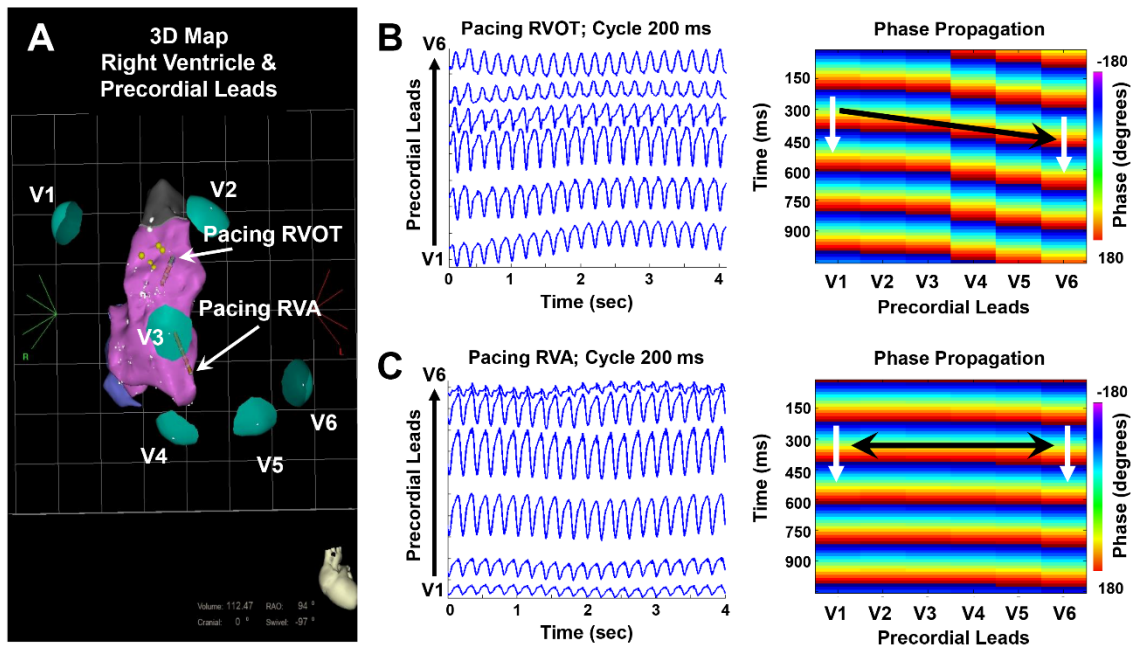 A
3D Map
Right Ventricle &
Precordial Leads
V1
V2
Pacing RVOT
Pacing RVA
V3
V6
V4
V5
R
L
Volume: 112.47 RAO: 94 °
Cranial: 0 ° Swivel: -97 °
B
Pacing RVOT; Cycle 200 ms
V6
Precordial Leads
V1
0 1 2 3 4
Time (sec)
Phase Propagation
Time (ms)
150
300
450
600
750
900
V1 V2 V3 V4 V5 V6
Precordial Leads
-180
Phase (degrees)
180
C
Pacing RVA; Cycle 200 ms
V6
Precordial Leads
V1
0 1 2 3 4
Time (sec)
Phase Propagation
Time (ms)
150
300
450
600
750
900
V1 V2 V3 V4 V5 V6
Precordial Leads
-180
Phase (degrees)
180